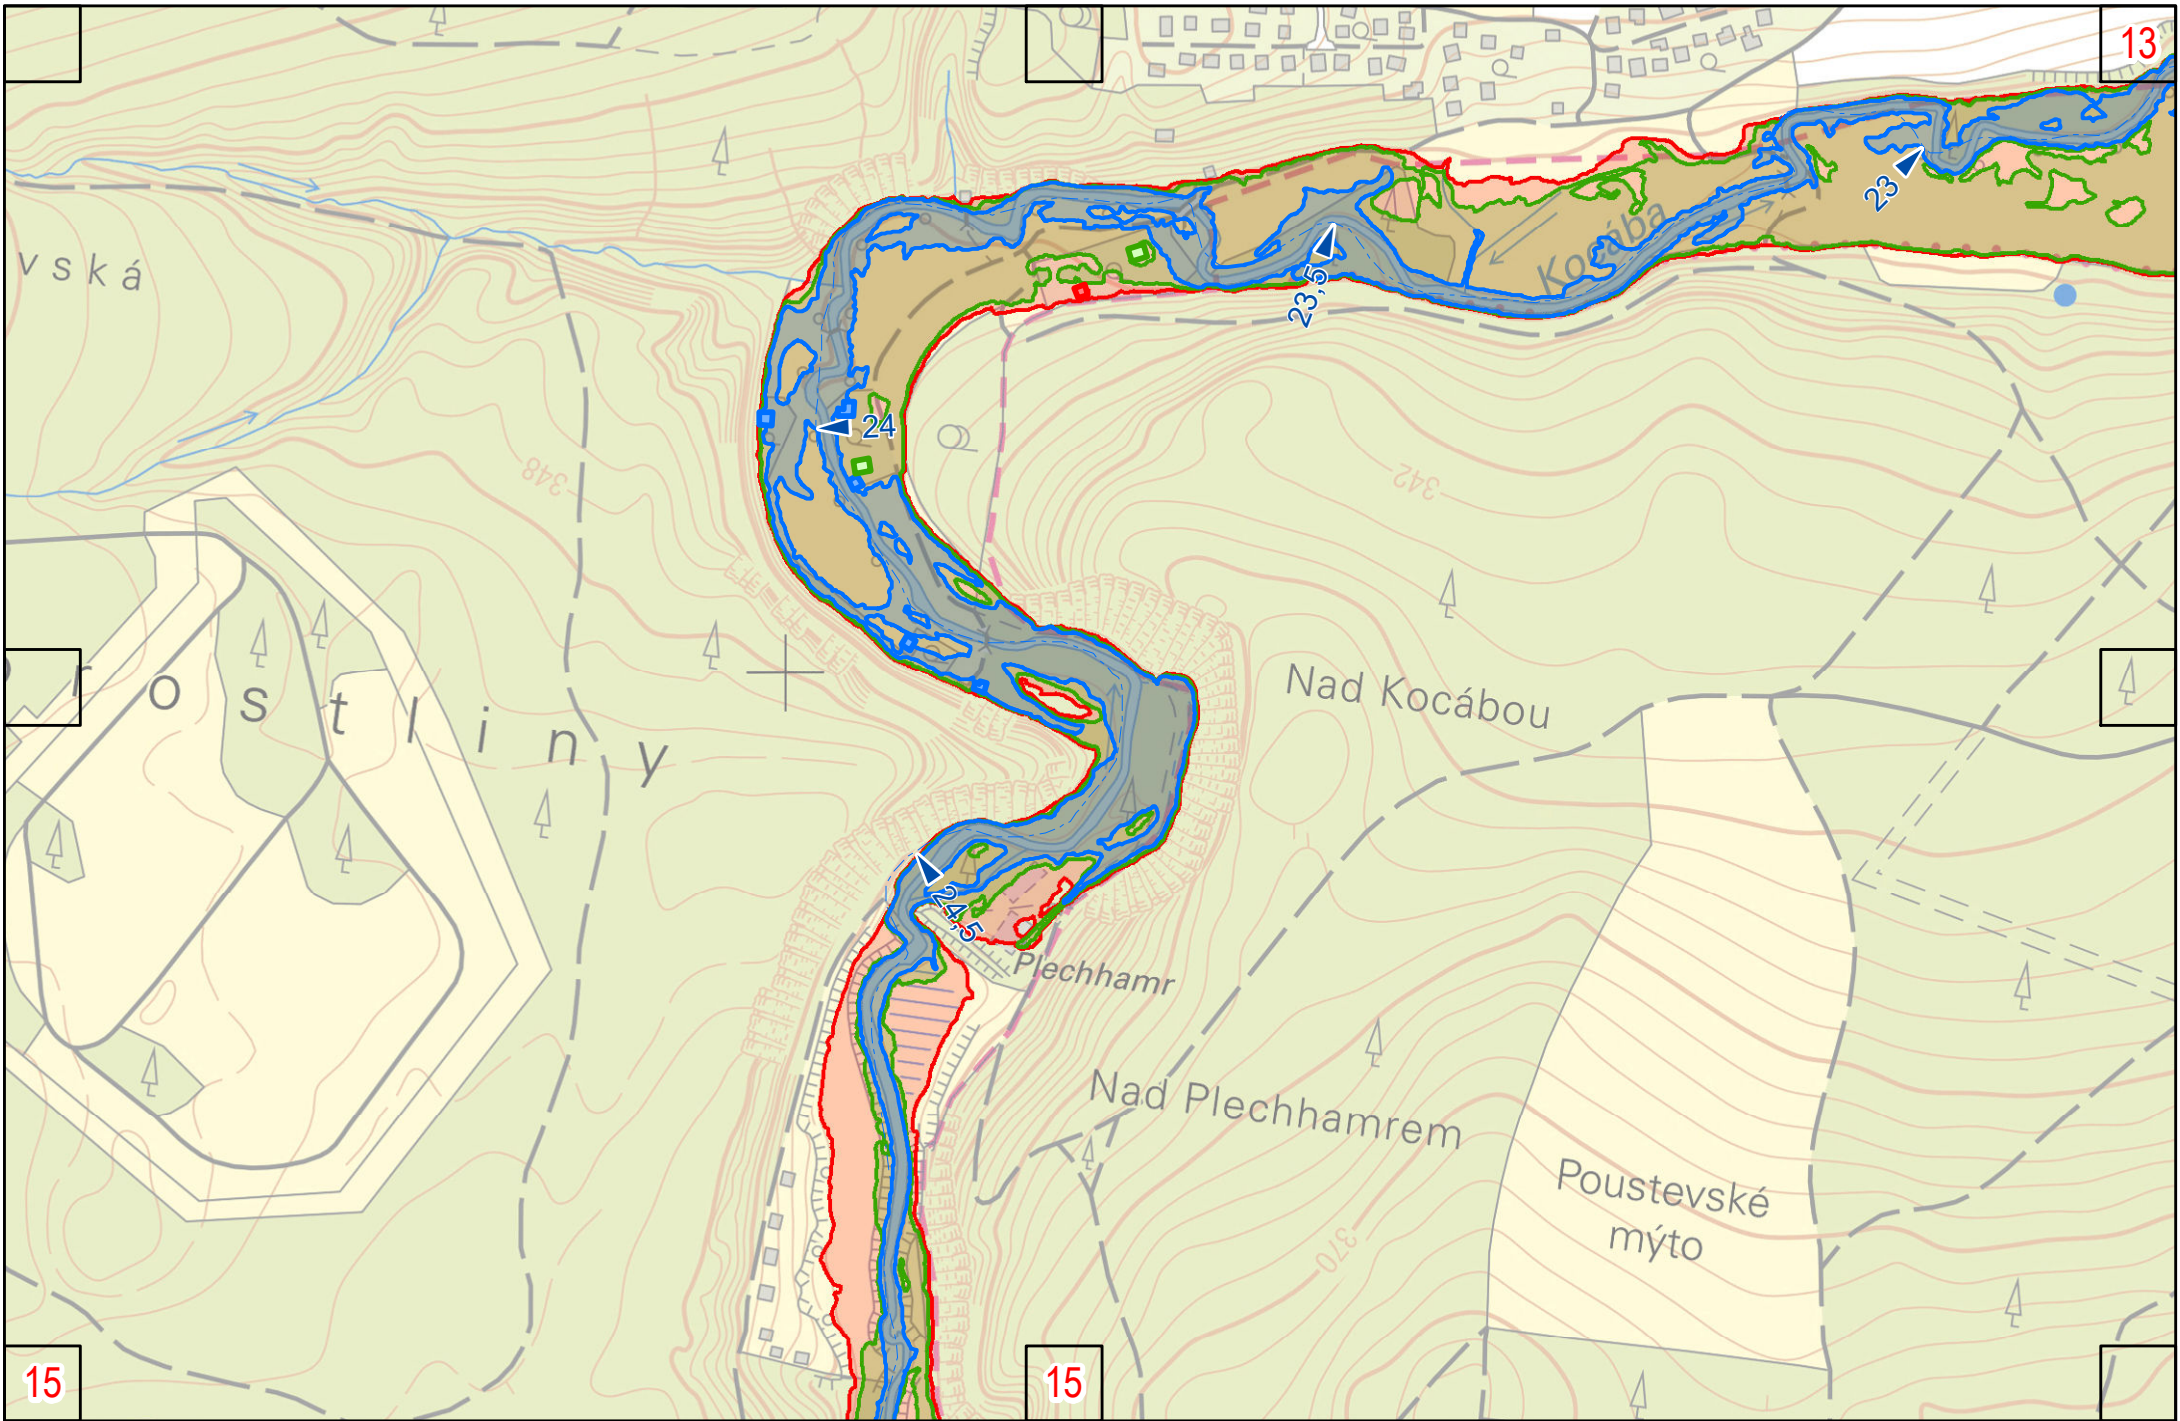 13
23
Kocába
vská
23,5
24
348
342
rostliny
Nad Kocábou
24,5
Plechhamr
Nad Plechhamrem
Poustevské
mýto
370
15
15